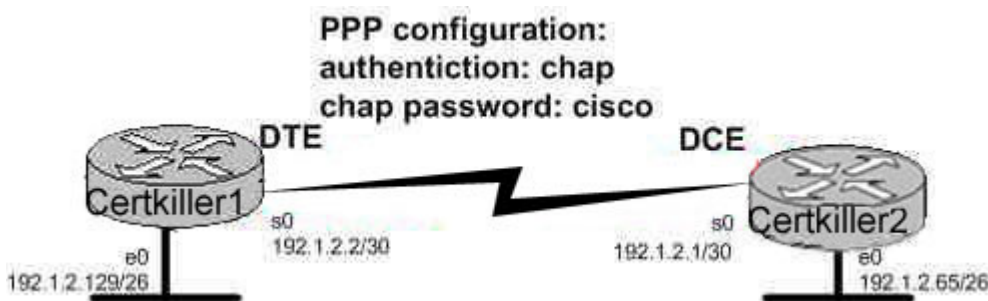 PPP configuration:
authentiction: chap
chap password: cisco
DTE
DCE
Certkiller1
Certkiller2
s0
192.1.2.2/30
s0
192.1.2.1/30
e0
192.1.2.129/26
e0
192.1.2.65/26